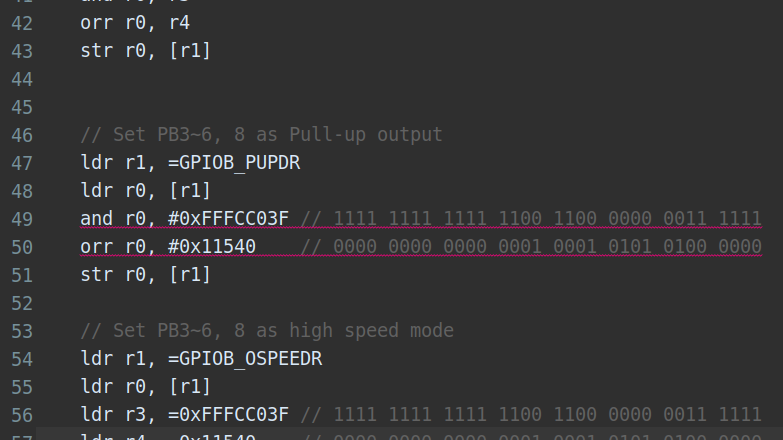 42 orr r0, r4
43 str r0, [r1]
44
45
46 // Set PB3~6, 8 as Pull-up output
47 ldr r1, =GPIOB_PUPDR
48 ldr r0, [r1]
49 and r0, #0xFFFCC03F // 1111 1111 1111 1100 1100 0000 0011 1111
50 orr r0, #0x11540 // 0000 0000 0000 0001 0001 0101 0100 0000
51 str r0, [r1]
52
53 // Set PB3~6, 8 as high speed mode
54 ldr r1, =GPIOB_OSPEEDR
55 ldr r0, [r1]
56 ldr r3, =0xFFFCC03F // 1111 1111 1111 1100 1100 0000 0011 1111
57 ldr r4, =0x11540 //